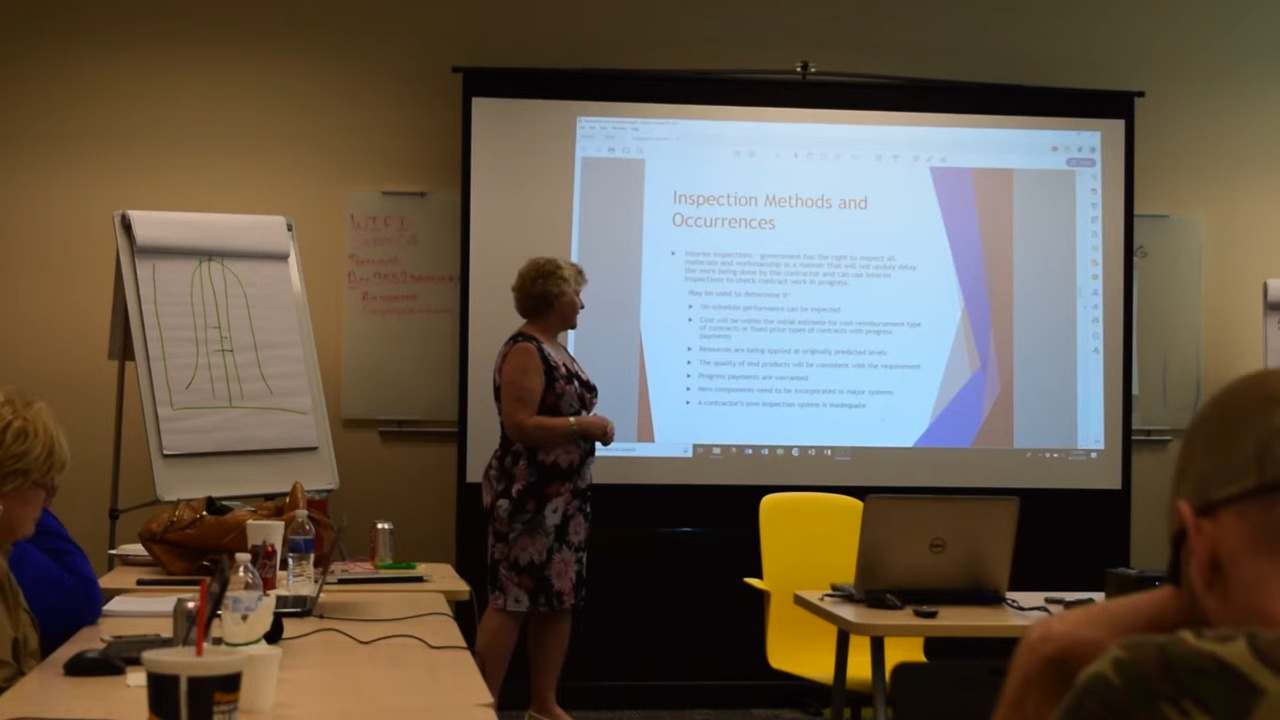 WIFI
Inspection Methods and
Occurrences
Interim inspections: government has the right to inspect all
materials and workmanship in a manner that will not unduly delay
the work being done by the contractor and can use interim
inspections to check contract work in progress.
May be used to determine if:
On schedule performance can be expected
Cost will be within the initial estimate for cost reimbursement type
of contracts or fixed price types of contracts with progress
payments
Resources are being applied at originally predicted levels
The quality of end products will be consistent with the requirement
Progress payments are warranted
New components need to be incorporated in major systems
A contractor's own inspection system is inadequate
DELL